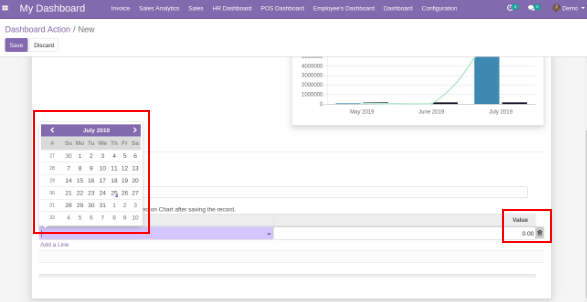 My Dashboard Invoice Sales Analytics Sales HR Dashboard POS Dashboard Employee's Dashboard Dashboard Configuration Demo
Dashboard Action / New
Save Discard
4000000
3000000
2000000
1000000
0
May 2019 June 2019 July 2019
July 2019
# Su Mo Tu We Th Fr Sa
27 30 1 2 3 4 5 6
28 7 8 9 10 11 12 13
29 14 15 16 17 18 19 20
30 21 22 23 24 25 26 27
31 28 29 30 31 1 2 3
32 4 5 6 7 8 9 10
on Chart after saving the record.
Value
0.00
Add a Line